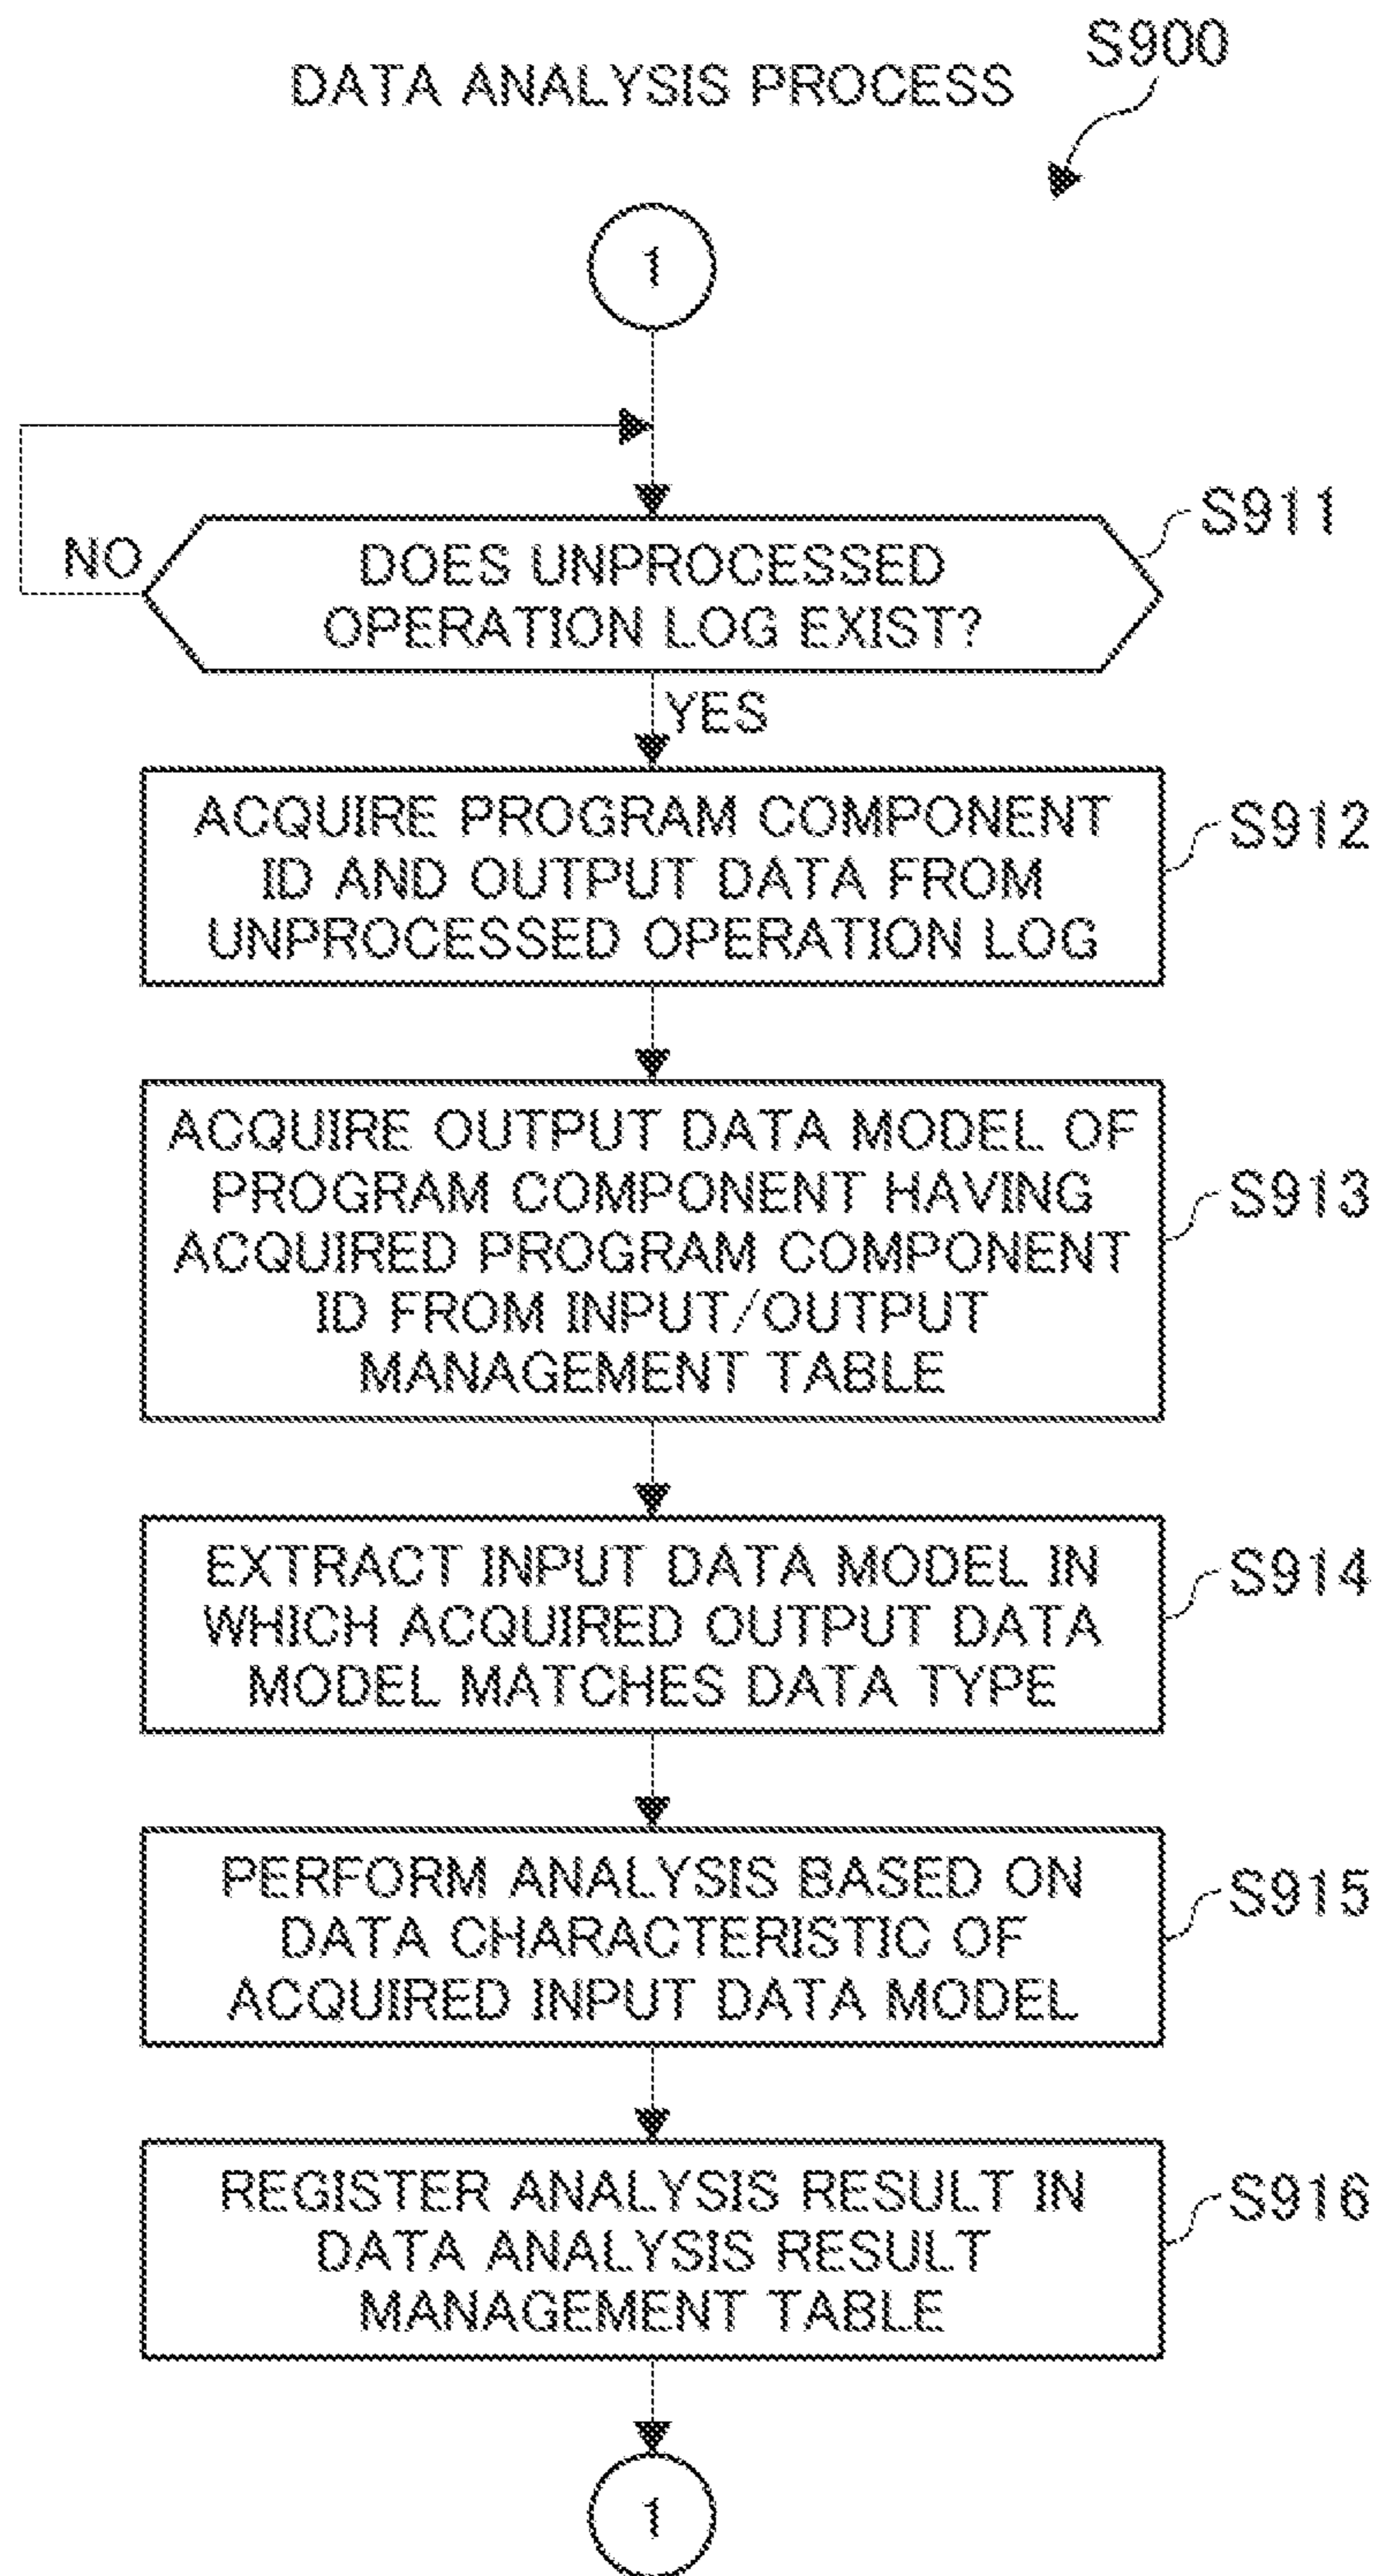 S900
DATA ANALYSIS PROCESS
1
S911
NO
DOES UNPROCESSED
OPERATION LOG EXIST?
YES
ACQUIRE PROGRAM COMPONENT
ID AND OUTPUT DATA FROM
UNPROCESSED OPERATION LOG
S912
ACQUIRE OUTPUT DATA MODEL OF
PROGRAM COMPONENT HAVING
ACQUIRED PROGRAM COMPONENT
ID FROM INPUT/OUTPUT
MANAGEMENT TABLE
S913
EXTRACT INPUT DATA MODEL IN
WHICH ACQUIRED OUTPUT DATA
MODEL MATCHES DATA TYPE
S914
PERFORM ANALYSIS BASED ON
DATA CHARACTERISTIC OF
ACQUIRED INPUT DATA MODEL
S915
REGISTER ANALYSIS RESULT IN
DATA ANALYSIS RESULT
MANAGEMENT TABLE
S916
1